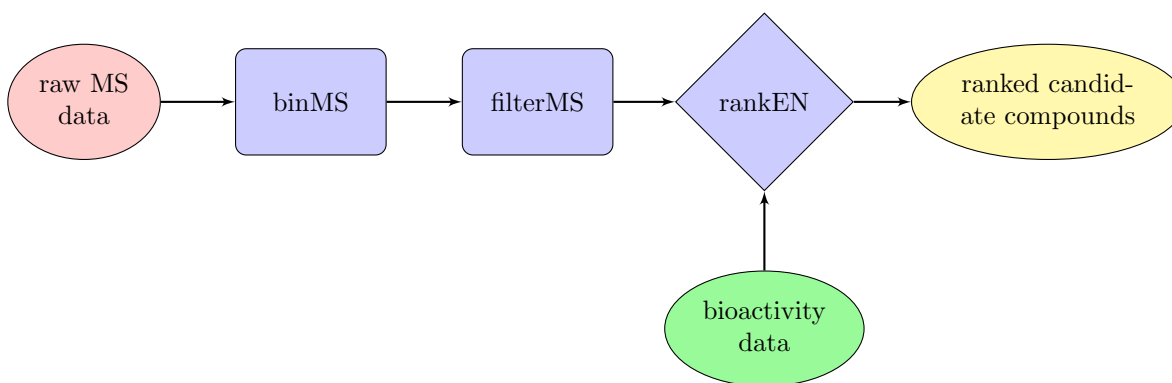 raw MS
data
binMS
filterMS
rankEN
ranked candid-
ate compounds
bioactivity
data